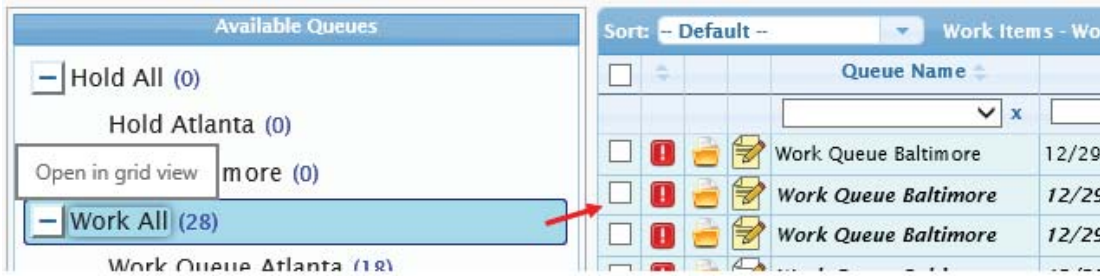 Available Queues
Hold All (0)
Hold Atlanta (0)
Open in grid view
more (0)
Work All (28)
Work Queue Atlanta (18)
Sort: -- Default --
Work Items - Wo
Queue Name
x
Work Queue Baltimore 12/29
Work Queue Baltimore 12/29
Work Queue Baltimore 12/29